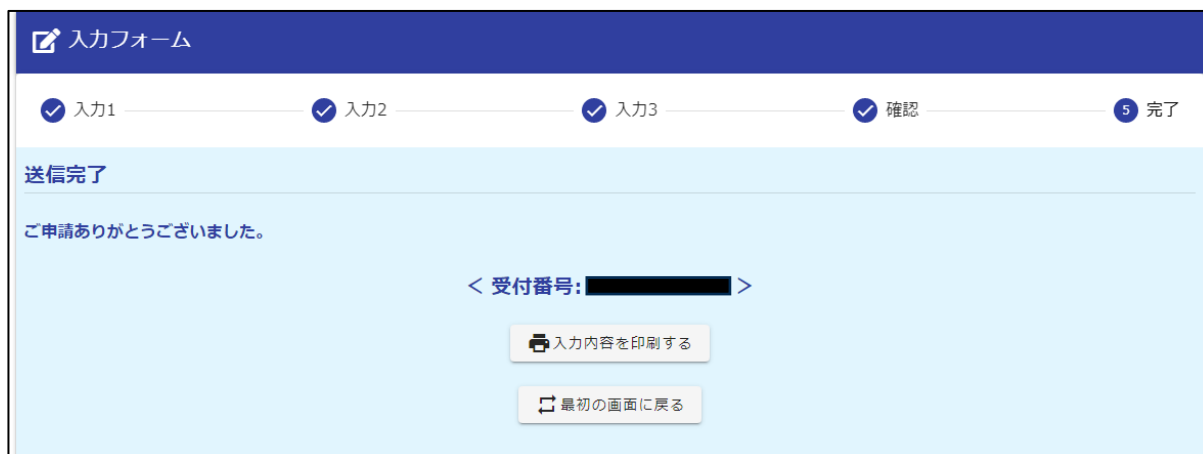 入力フォーム
入力1 入力2 入力3 確認 5 完了
送信完了
ご申請ありがとうございました。
＜ 受付番号: ＞
入力内容を印刷する
最初の画面に戻る